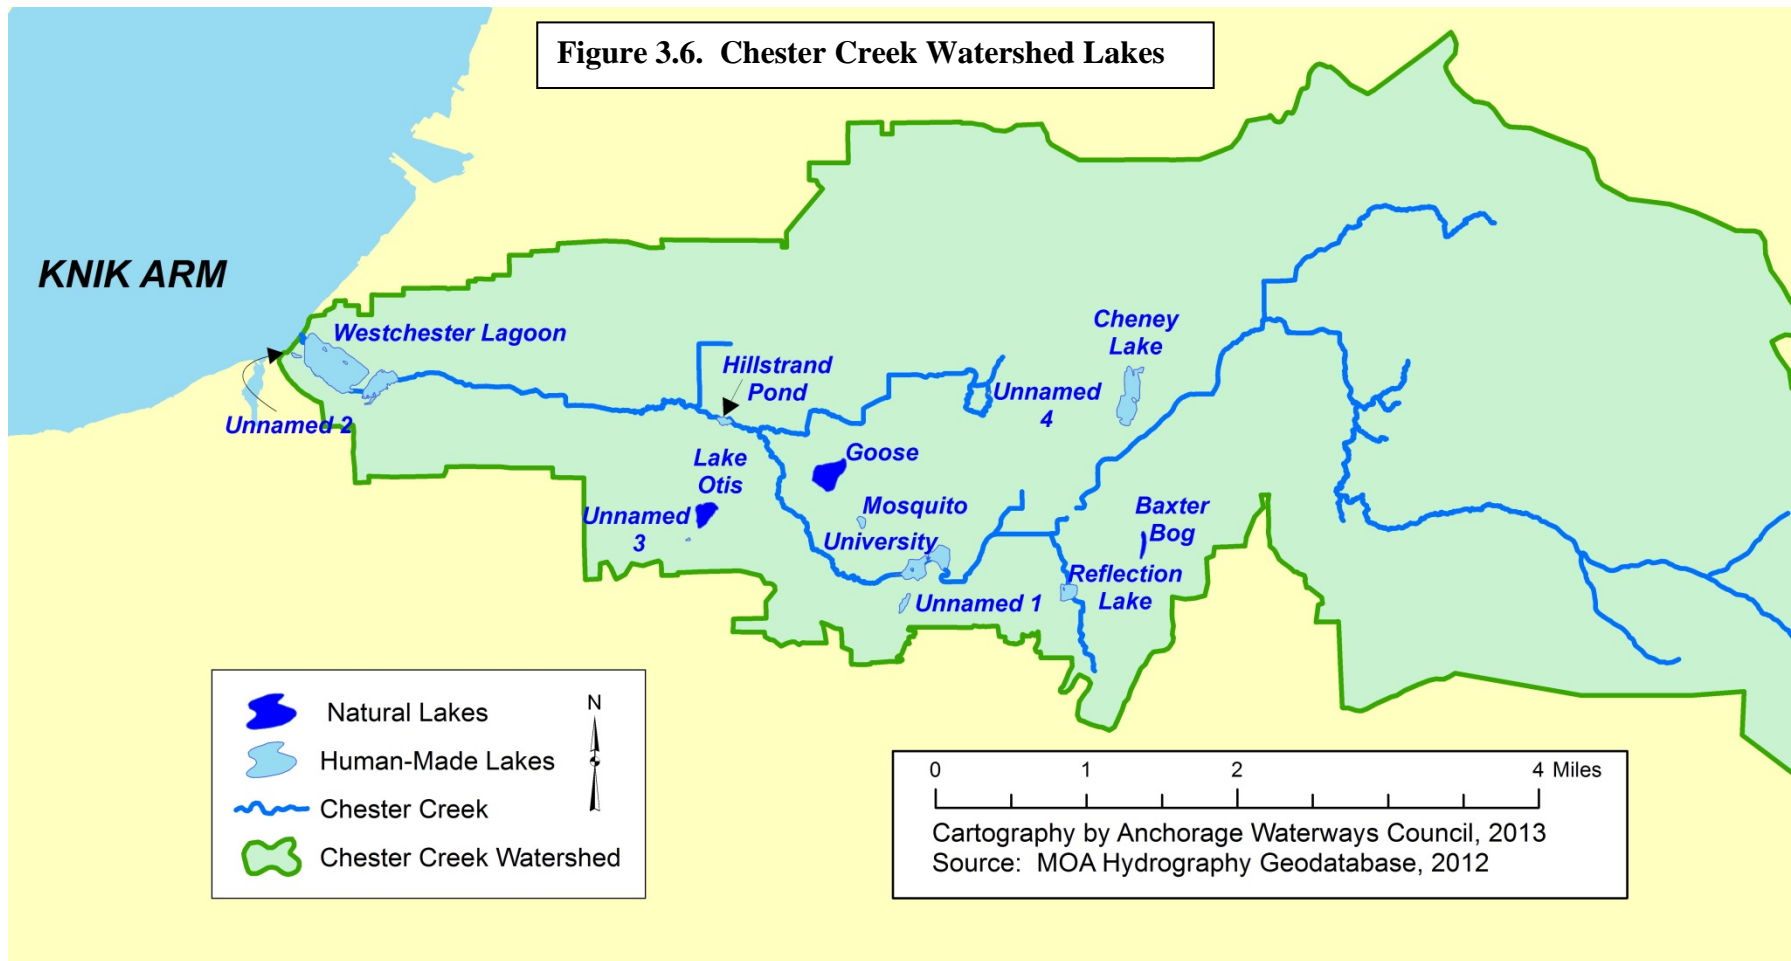 Figure 3.6.  Chester Creek Watershed Lakes
KNIK ARM
Westchester Lagoon
Unnamed 2
Hillstrand
Pond
Cheney
Lake
Unnamed
4
Goose
Lake
Otis
Unnamed
3
Mosquito
University
Baxter
Bog
Reflection
Lake
Unnamed 1
Natural Lakes
Human-Made Lakes
Chester Creek
Chester Creek Watershed
N
0 1 2 4 Miles
Cartography by Anchorage Waterways Council, 2013
Source:  MOA Hydrography Geodatabase, 2012